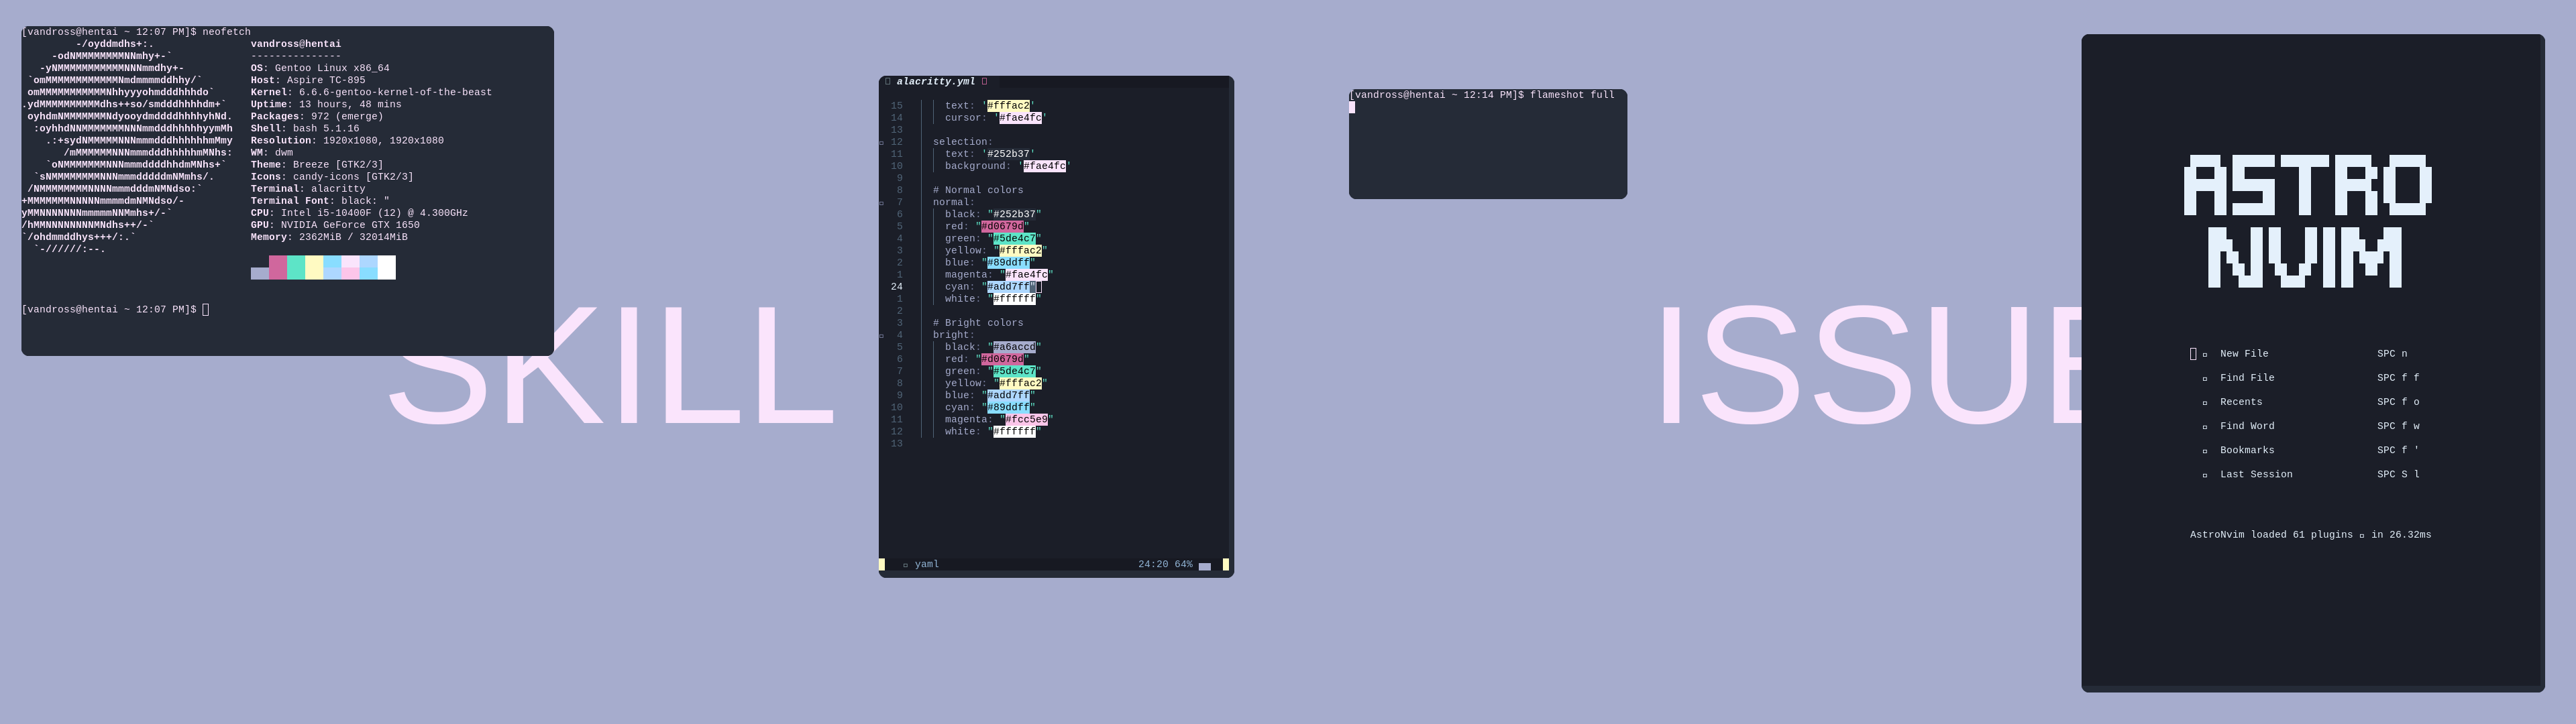 [vandross@hentai ~ 12:07 PM]$ neofetch
-/oyddmdhs+:.
-odNMMMMMMMMNNmhy+-`
-yNMMMMMMMMMMMNNNmmdhy+-
`omMMMMMMMMMMMMNmdmmmmddhhy/`
omMMMMMMMMMMMNhhyyyohmdddhhhdo`
.ydMMMMMMMMMMdhs++so/smdddhhhhdm+`
oyhdmNMMMMMMMNdyooydmddddhhhhyhNd.
:oyhhdNNMMMMMMMNNNmmdddhhhhhyymMh
.:+sydNMMMMMNNNmmmdddhhhhhhmMmy
/mMMMMMMNNNmmmdddhhhhhmMNhs:
`oNMMMMMMMNNNmmmddddhhdmMNhs+`
`sNMMMMMMMMNNNmmmdddddmNMmhs/.
/NMMMMMMMMNNNNmmmdddmNMNdso:`
+MMMMMMMNNNNNmmmmdmNMNdso/-
yMMNNNNNNNmmmmmNNMmhs+/-`
/hMMNNNNNNNNMNdhs++/-`
`/ohdmmddhys+++/:.`
`-//////:--.
vandross@hentai
---------------
OS: Gentoo Linux x86_64
Host: Aspire TC-895
Kernel: 6.6.6-gentoo-kernel-of-the-beast
Uptime: 13 hours, 48 mins
Packages: 972 (emerge)
Shell: bash 5.1.16
Resolution: 1920x1080, 1920x1080
WM: dwm
Theme: Breeze [GTK2/3]
Icons: candy-icons [GTK2/3]
Terminal: alacritty
Terminal Font: black: "
CPU: Intel i5-10400F (12) @ 4.300GHz
GPU: NVIDIA GeForce GTX 1650
Memory: 2362MiB / 32014MiB
[vandross@hentai ~ 12:07 PM]$
SKILL
alacritty.yml
15 text: '#fffac2'
14 cursor: '#fae4fc'
13
12 selection:
11 text: '#252b37'
10 background: '#fae4fc'
9
8 # Normal colors
7 normal:
6 black: "#252b37"
5 red: "#d0679d"
4 green: "#5de4c7"
3 yellow: "#fffac2"
2 blue: "#89ddff"
1 magenta: "#fae4fc"
24 cyan: "#add7ff"
1 white: "#ffffff"
2
3 # Bright colors
4 bright:
5 black: "#a6accd"
6 red: "#d0679d"
7 green: "#5de4c7"
8 yellow: "#fffac2"
9 blue: "#add7ff"
10 cyan: "#89ddff"
11 magenta: "#fcc5e9"
12 white: "#ffffff"
13
yaml 24:20 64%
[vandross@hentai ~ 12:14 PM]$ flameshot full
ISSUE
ASTRO
NVIM
New File SPC n
Find File SPC f f
Recents SPC f o
Find Word SPC f w
Bookmarks SPC f '
Last Session SPC S l
AstroNvim loaded 61 plugins in 26.32ms